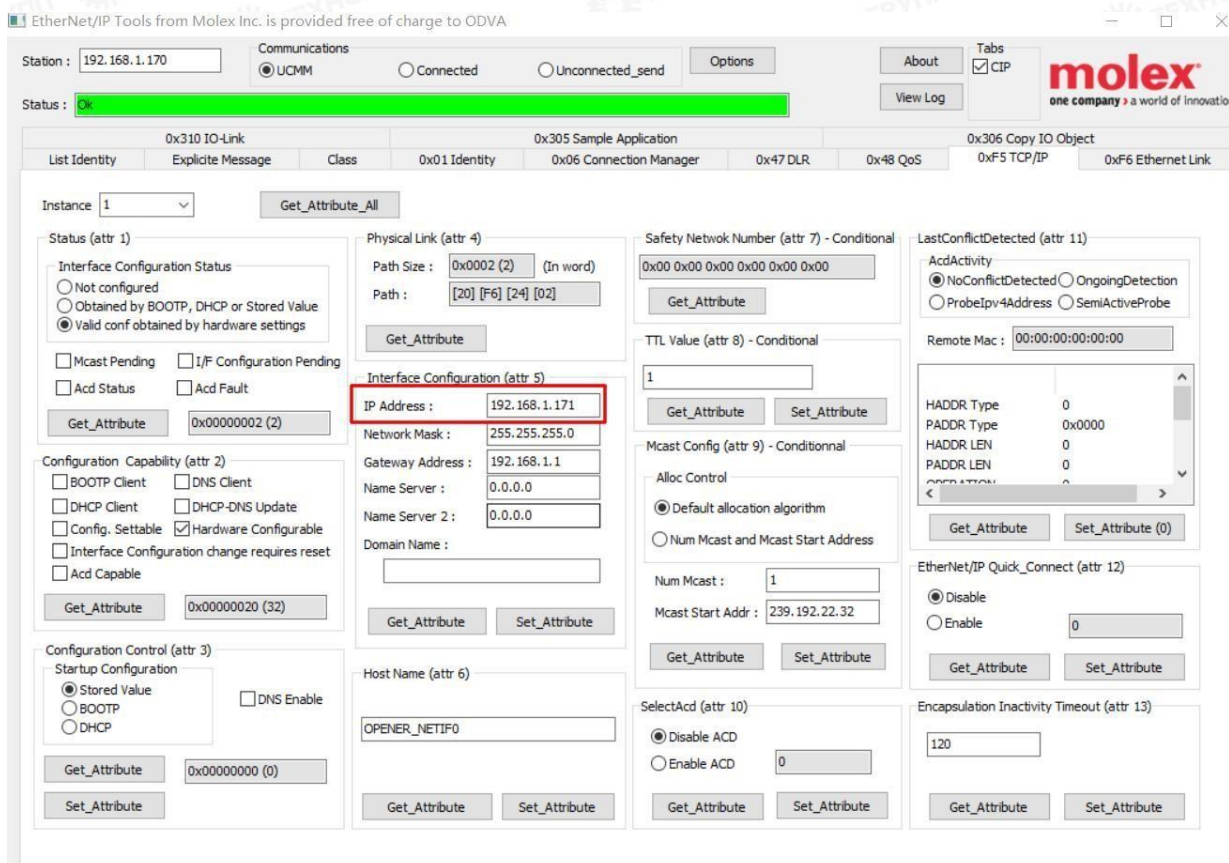 EtherNet/IP Tools from Molex Inc. is provided free of charge to ODVA
Station : 192.168.1.170
Communications
UCMM
Connected
Unconnected_send
Options
About
Tabs
CIP
molex
one company > a world of innovatio
Status : Ok
View Log
0x310 IO-Link
0x305 Sample Application
0x306 Copy IO Object
List Identity
Explicite Message
Class
0x01 Identity
0x06 Connection Manager
0x47 DLR
0x48 QoS
0xF5 TCP/IP
0xF6 Ethernet Link
Instance 1
Get_Attribute_All
Status (attr 1)
Interface Configuration Status
Not configured
Obtained by BOOTP, DHCP or Stored Value
Valid conf obtained by hardware settings
Mcast Pending
I/F Configuration Pending
Acd Status
Acd Fault
Get_Attribute
0x00000002 (2)
Configuration Capability (attr 2)
BOOTP Client
DNS Client
DHCP Client
DHCP-DNS Update
Config. Settable
Hardware Configurable
Interface Configuration change requires reset
Acd Capable
Get_Attribute
0x00000020 (32)
Configuration Control (attr 3)
Startup Configuration
Stored Value
BOOTP
DHCP
DNS Enable
Get_Attribute
0x00000000 (0)
Set_Attribute
Physical Link (attr 4)
Path Size : 0x0002 (2) (In word)
Path : [20] [F6] [24] [02]
Get_Attribute
Interface Configuration (attr 5)
IP Address : 192.168.1.171
Network Mask : 255.255.255.0
Gateway Address : 192.168.1.1
Name Server : 0.0.0.0
Name Server 2 : 0.0.0.0
Domain Name :
Get_Attribute
Set_Attribute
Host Name (attr 6)
OPENER_NETIF0
Get_Attribute
Set_Attribute
Safety Netwok Number (attr 7) - Conditional
0x00 0x00 0x00 0x00 0x00 0x00
Get_Attribute
TTL Value (attr 8) - Conditional
1
Get_Attribute
Set_Attribute
Mcast Config (attr 9) - Conditionnal
Alloc Control
Default allocation algorithm
Num Mcast and Mcast Start Address
Num Mcast : 1
Mcast Start Addr : 239.192.22.32
Get_Attribute
Set_Attribute
SelectAcd (attr 10)
Disable ACD
Enable ACD
0
Get_Attribute
Set_Attribute
LastConflictDetected (attr 11)
AcdActivity
NoConflictDetected
OngoingDetection
ProbeIpv4Address
SemiActiveProbe
Remote Mac : 00:00:00:00:00:00
HADDR Type 0
PADDR Type 0x0000
HADDR LEN 0
PADDR LEN 0
OPERATION 0
Get_Attribute
Set_Attribute (0)
EtherNet/IP Quick_Connect (attr 12)
Disable
Enable
0
Get_Attribute
Set_Attribute
Encapsulation Inactivity Timeout (attr 13)
120
Get_Attribute
Set_Attribute